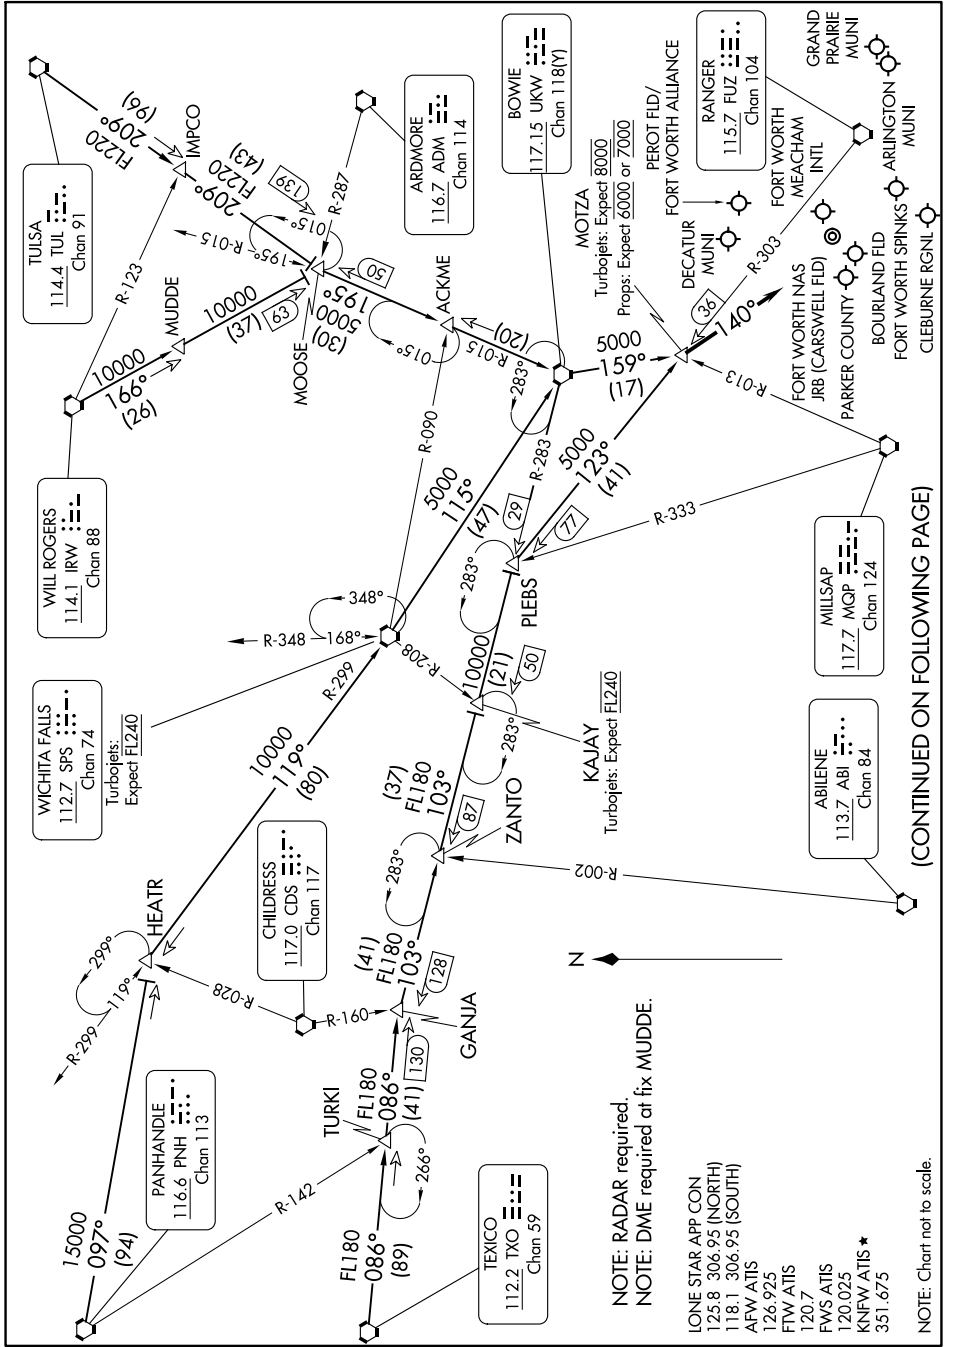 TULSA
114.4 TUL
Chan 91
FL220
209°
(96)
IMPCO
FL220
209°
(43)
139
R-123
WILL ROGERS
114.1 IRW
Chan 88
10000
166°
(26)
MUDDE
10000
(37)
63
MOOSE
R-015
195°
015°
R-287
ARDMORE
116.7 ADM
Chan 114
50
195°
5000
(30)
015°
ACKME
R-015
(20)
R-090
BOWIE
117.15 UKW
Chan 118(Y)
283°
5000
159°
(17)
MOTZA
Turbojets: Expect 8000
Props: Expect 6000 or 7000
36
140°
R-303
RANGER
115.7 FUZ
Chan 104
PEROT FLD/
FORT WORTH ALLIANCE
DECATUR
MUNI
FORT WORTH
MEACHAM
INTL
GRAND
PRAIRIE
MUNI
ARLINGTON
MUNI
FORT WORTH NAS
JRB (CARSWELL FLD)
PARKER COUNTY
BOURLAND FLD
FORT WORTH SPINKS
CLEBURNE RGNL
WICHITA FALLS
112.7 SPS
Chan 74
Turbojets:
Expect FL240
R-348
168°
348°
R-299
R-208
5000
115°
(47)
R-283
29
5000
123°
(41)
77
R-333
R-013
MILLSAP
117.7 MQP
Chan 124
PLEBS
283°
10000
(21)
50
KAJAY
Turbojets: Expect FL240
283°
HEATR
10000
119°
(80)
R-299
119°
299°
R-028
CHILDRESS
117.0 CDS
Chan 117
R-160
(37)
FL180
103°
87
ZANTO
283°
R-002
ABILENE
113.7 ABI
Chan 84
(41)
FL180
103°
128
GANJA
PANHANDLE
116.6 PNH
Chan 113
15000
097°
(94)
R-142
TURKI
FL180
086°
(41)
130
266°
FL180
086°
(89)
TEXICO
112.2 TXO
Chan 59
N
NOTE: RADAR required.
NOTE: DME required at fix MUDDE.
LONE STAR APP CON
125.8 306.95 (NORTH)
118.1 306.95 (SOUTH)
AFW ATIS
126.925
FTW ATIS
120.7
FWS ATIS
120.025
KNFW ATIS ★
351.675
NOTE: Chart not to scale.
(CONTINUED ON FOLLOWING PAGE)